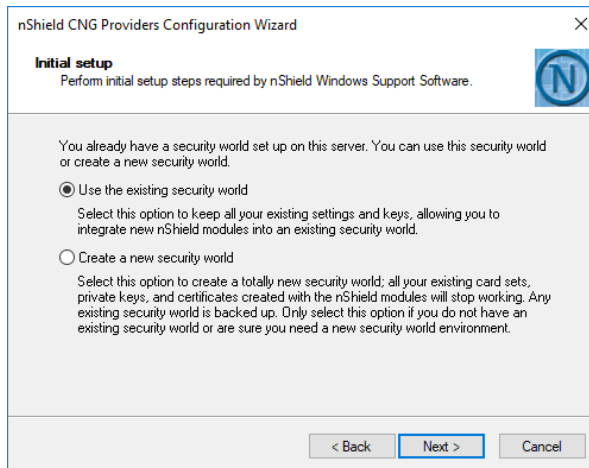 nShield CNG Providers Configuration Wizard
Initial setup
Perform initial setup steps required by nShield Windows Support Software.
N
You already have a security world set up on this server. You can use this security world
or create a new security world.
Use the existing security world
Select this option to keep all your existing settings and keys, allowing you to
integrate new nShield modules into an existing security world.
Create a new security world
Select this option to create a totally new security world; all your existing card sets,
private keys, and certificates created with the nShield modules will stop working. Any
existing security world is backed up. Only select this option if you do not have an
existing security world or are sure you need a new security world environment.
< Back
Next >
Cancel